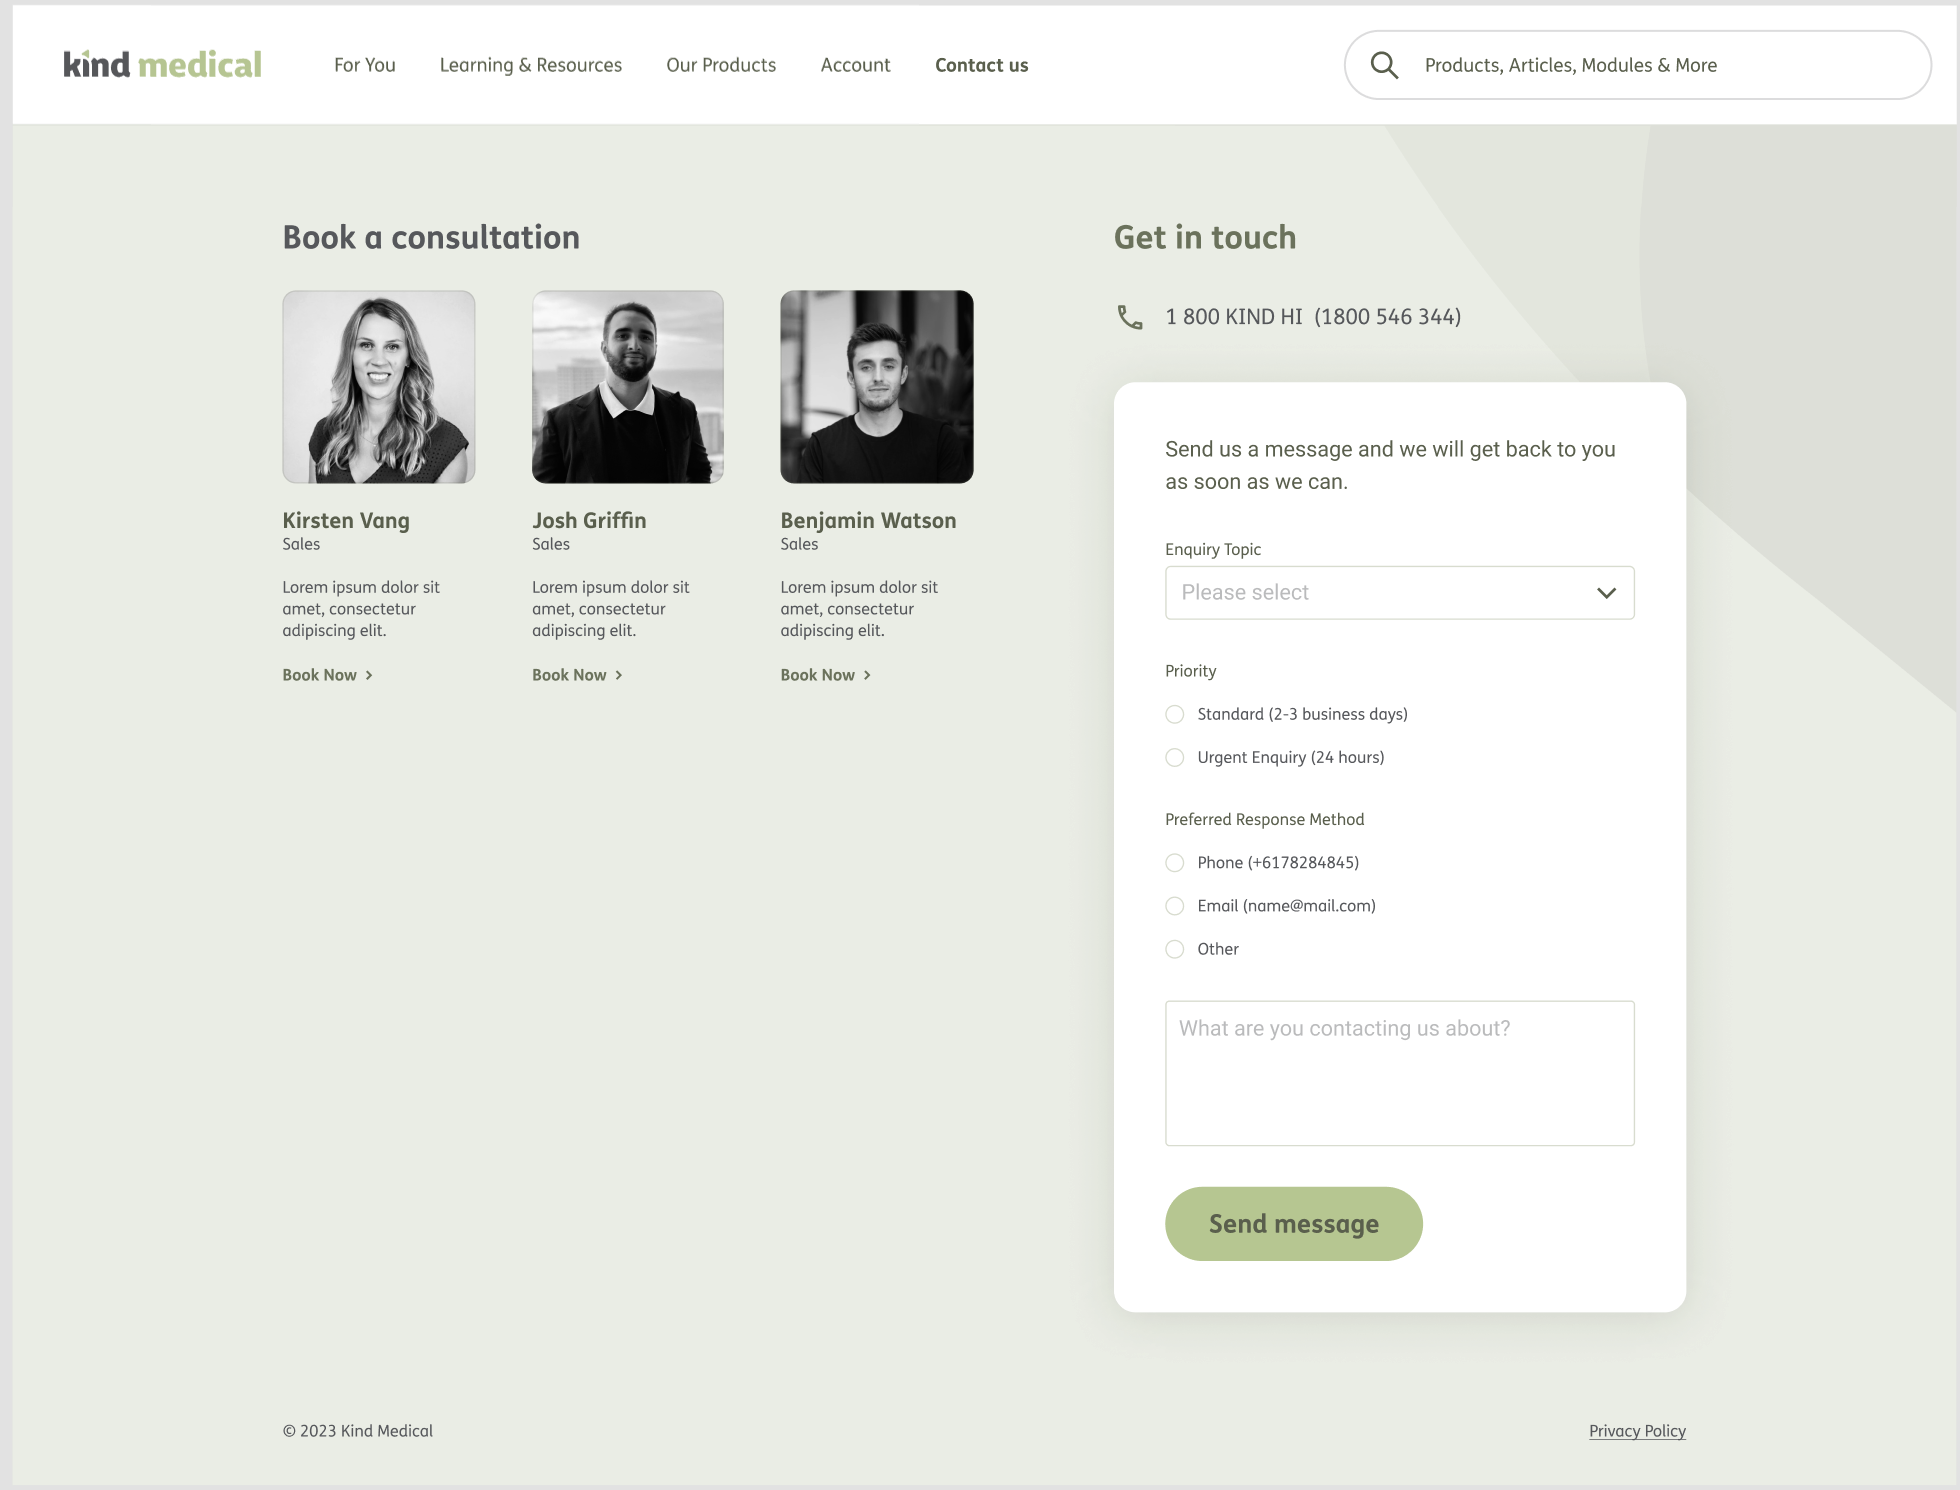 kind medical
For You
Learning & Resources
Our Products
Account
Contact us
Products, Articles, Modules & More
Book a consultation
Kirsten Vang
Sales
Lorem ipsum dolor sit
amet, consectetur
adipiscing elit.
Book Now
Josh Griffin
Sales
Lorem ipsum dolor sit
amet, consectetur
adipiscing elit.
Book Now
Benjamin Watson
Sales
Lorem ipsum dolor sit
amet, consectetur
adipiscing elit.
Book Now
Get in touch
1 800 KIND HI (1800 546 344)
Send us a message and we will get back to you
as soon as we can.
Enquiry Topic
Please select
Priority
Standard (2-3 business days)
Urgent Enquiry (24 hours)
Preferred Response Method
Phone (+6178284845)
Email (name@mail.com)
Other
What are you contacting us about?
Send message
© 2023 Kind Medical
Privacy Policy